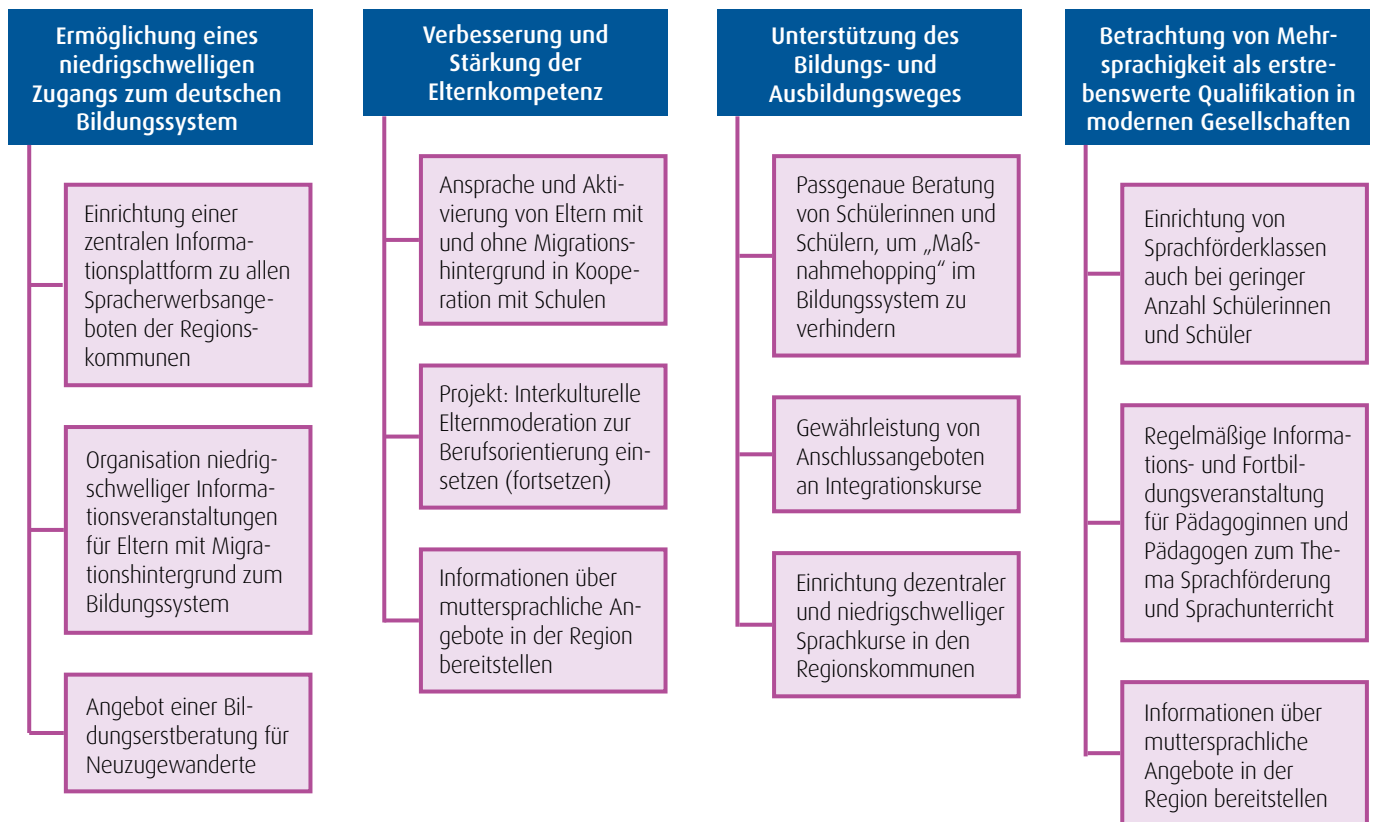 Ermöglichung eines
niedrigschwelligen
Zugangs zum deutschen
Bildungssystem
Einrichtung einer
zentralen Informa-
tionsplattform zu allen
Spracherwerbsange-
boten der Regions-
kommunen
Organisation niedrig-
schwelliger Informa-
tionsveranstaltungen
für Eltern mit Migra-
tionshintergrund zum
Bildungssystem
Angebot einer Bil-
dungserstberatung für
Neuzugewanderte
Verbesserung und
Stärkung der
Elternkompetenz
Ansprache und Akti-
vierung von Eltern mit
und ohne Migrations-
hintergrund in Koope-
ration mit Schulen
Projekt: Interkulturelle
Elternmoderation zur
Berufsorientierung ein-
setzen (fortsetzen)
Informationen über
muttersprachliche An-
gebote in der Region
bereitstellen
Unterstützung des
Bildungs- und
Ausbildungsweges
Passgenaue Beratung
von Schülerinnen und
Schülern, um „Maß-
nahmehopping“ im
Bildungssystem zu
verhindern
Gewährleistung von
Anschlussangeboten
an Integrationskurse
Einrichtung dezentraler
und niedrigschwelliger
Sprachkurse in den
Regionskommunen
Betrachtung von Mehr-
sprachigkeit als erstre-
benswerte Qualifikation in
modernen Gesellschaften
Einrichtung von
Sprachförderklassen
auch bei geringer
Anzahl Schülerinnen
und Schüler
Regelmäßige Informa-
tions- und Fortbil-
dungsveranstaltung
für Pädagoginnen und
Pädagogen zum The-
ma Sprachförderung
und Sprachunterricht
Informationen über
muttersprachliche
Angebote in der
Region bereitstellen